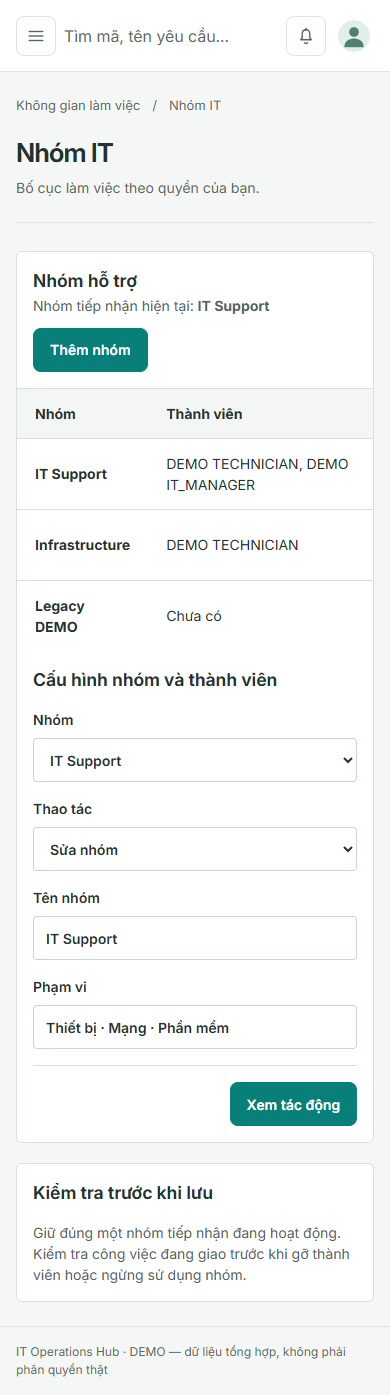 Tìm mã, tên yêu cầu...
Không gian làm việc / Nhóm IT
Nhóm IT
Bố cục làm việc theo quyền của bạn.
Nhóm hỗ trợ
Nhóm tiếp nhận hiện tại: IT Support
Thêm nhóm
Nhóm Thành viên
IT Support DEMO TECHNICIAN, DEMO
IT_MANAGER
Infrastructure DEMO TECHNICIAN
Legacy
DEMO
Chưa có
Cấu hình nhóm và thành viên
Nhóm
IT Support
Thao tác
Sửa nhóm
Tên nhóm
IT Support
Phạm vi
Thiết bị · Mạng · Phần mềm
Xem tác động
Kiểm tra trước khi lưu
Giữ đúng một nhóm tiếp nhận đang hoạt động.
Kiểm tra công việc đang giao trước khi gỡ thành
viên hoặc ngừng sử dụng nhóm.
IT Operations Hub · DEMO — dữ liệu tổng hợp, không phải
phân quyền thật